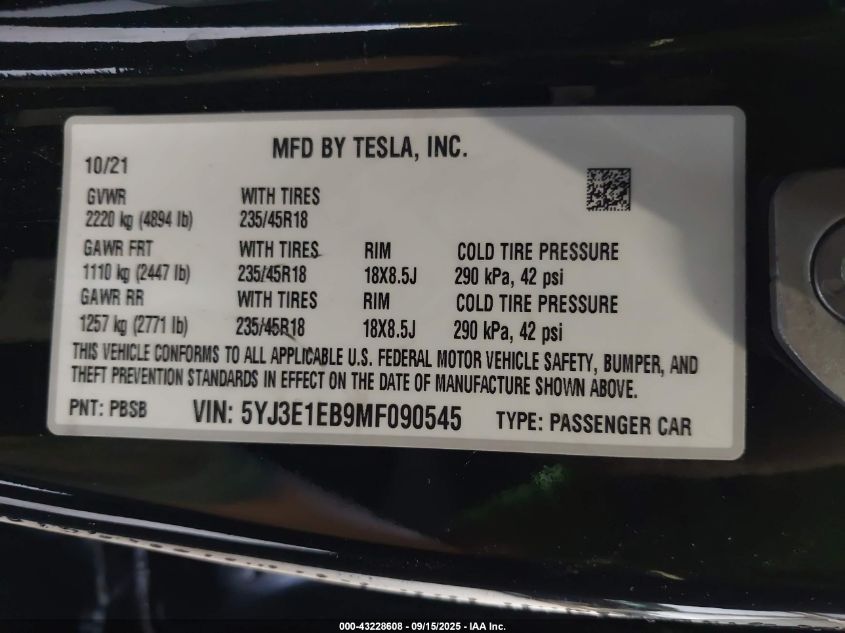 MFD BY TESLA, INC.
10/21
GVWR WITH TIRES
2220 kg (4894 lb) 235/45R18
GAWR FRT WITH TIRES RIM COLD TIRE PRESSURE
1110 kg (2447 lb) 235/45R18 18X8.5J 290 kPa, 42 psi
GAWR RR WITH TIRES RIM COLD TIRE PRESSURE
1257 kg (2771 lb) 235/45R18 18X8.5J 290 kPa, 42 psi
THIS VEHICLE CONFORMS TO ALL APPLICABLE U.S. FEDERAL MOTOR VEHICLE SAFETY, BUMPER, AND
THEFT PREVENTION STANDARDS IN EFFECT ON THE DATE OF MANUFACTURE SHOWN ABOVE.
PNT: PBSB VIN: 5YJ3E1EB9MF090545 TYPE: PASSENGER CAR
000-43228608 - 09/15/2025 - IAA Inc.